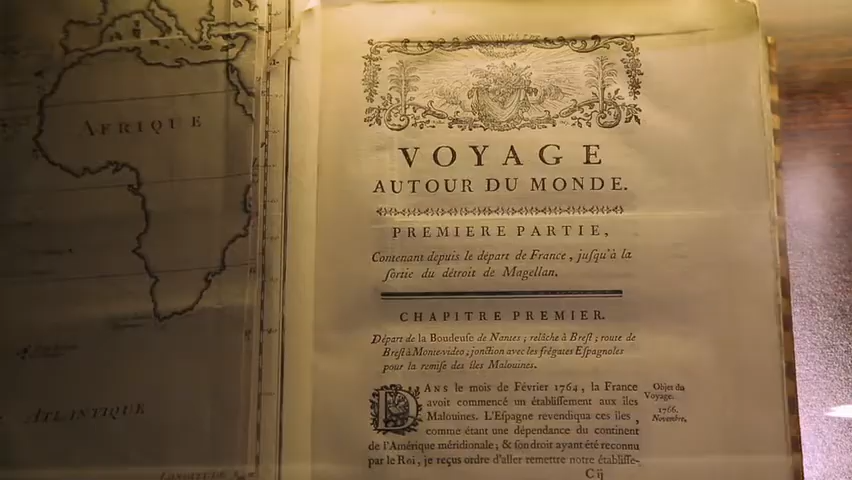 AFRIQUE
ATLANTIQUE
VOYAGE
AUTOUR DU MONDE.
PREMIERE PARTIE,
Contenant depuis le départ de France, juſqu'à la
ſortie du détroit de Magellan.
CHAPITRE PREMIER.
Départ de la Boudeuse de Nantes ; relâche à Breſt ; route de
Breſt à Montevideo, jonction avec les frégates Eſpagnoles
pour la remiſe des îles Malouines.
DANS le mois de Février 1764, la France
avoit commencé un établiſſement aux iles
Malouines. L'Eſpagne revendiqua ces iles,
comme étant une dépendance du continent
de l'Amérique méridionale ; & ſon droit ayant été reconnu
par le Roi, je reçus ordre d'aller remettre notre établiſſe-
C ij
Objet du
Voyage.
1766.
Novembre.